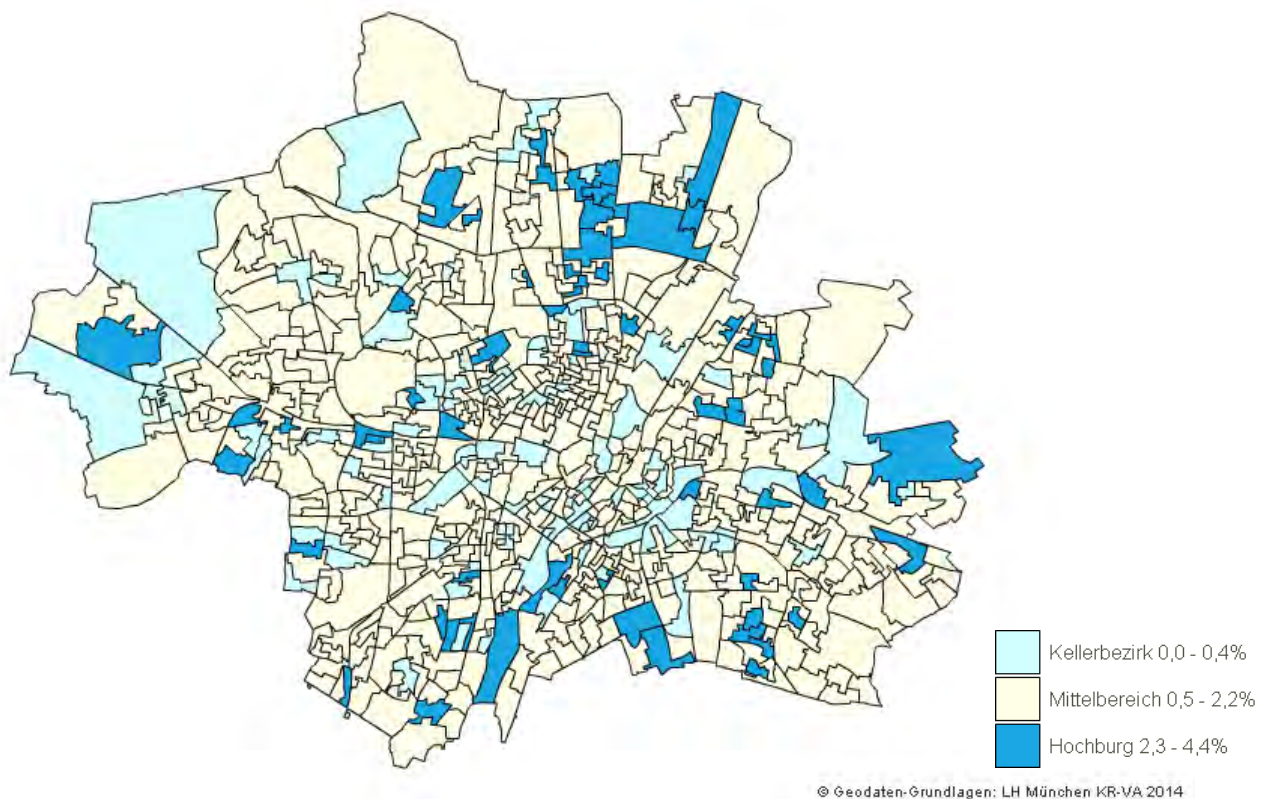 Kellerbezirk 0,0 - 0,4%
Mittelbereich 0,5 - 2,2%
Hochburg 2,3 - 4,4%
© Geodaten-Grundlagen: LH München KR-VA 2014